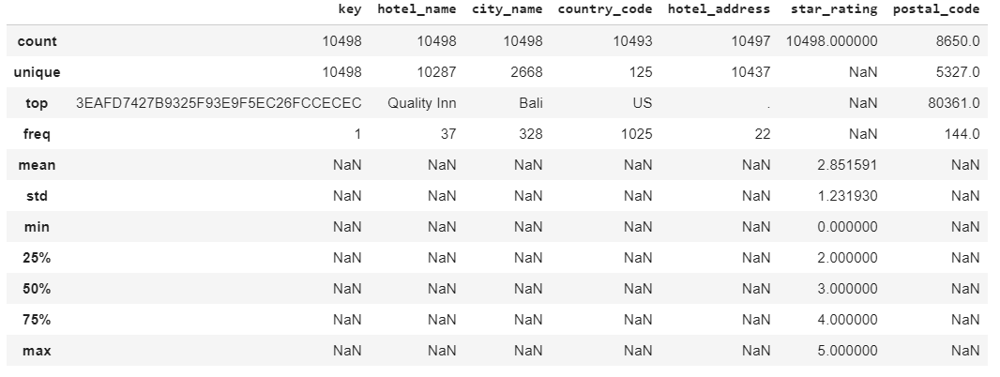 key hotel_name city_name country_code hotel_address star_rating postal_code
count 10498 10498 10498 10493 10497 10498.000000 8650.0
unique 10498 10287 2668 125 10437 NaN 5327.0
top 3EAFD7427B9325F93E9F5EC26FCCECEC Quality Inn Bali US . NaN 80361.0
freq 1 37 328 1025 22 NaN 144.0
mean NaN NaN NaN NaN NaN 2.851591 NaN
std NaN NaN NaN NaN NaN 1.231930 NaN
min NaN NaN NaN NaN NaN 0.000000 NaN
25% NaN NaN NaN NaN NaN 2.000000 NaN
50% NaN NaN NaN NaN NaN 3.000000 NaN
75% NaN NaN NaN NaN NaN 4.000000 NaN
max NaN NaN NaN NaN NaN 5.000000 NaN